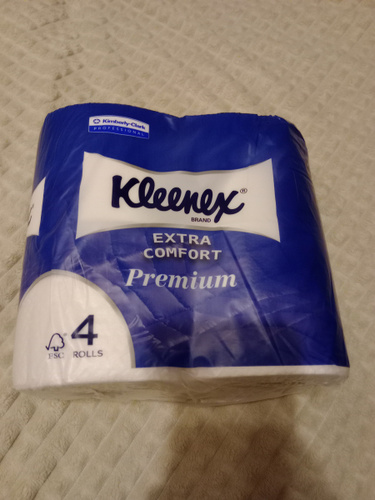 Kimberly-Clark
PROFESSIONAL
Kleenex®
BRAND
EXTRA
COMFORT
Premium
4
FSC ROLLS